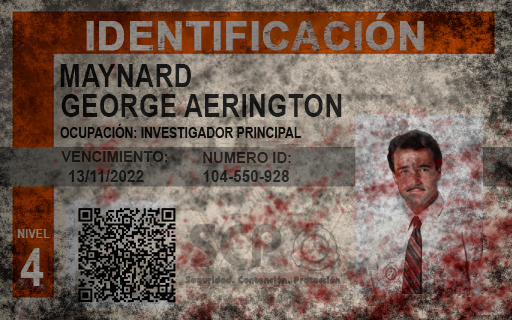 IDENTIFICACIÓN
MAYNARD
GEORGE AERINGTON
OCUPACIÓN: INVESTIGADOR PRINCIPAL
VENCIMIENTO: NUMERO ID:
13/11/2022 104-550-928
NIVEL
4
SCP
Seguridad. Contención. Protección